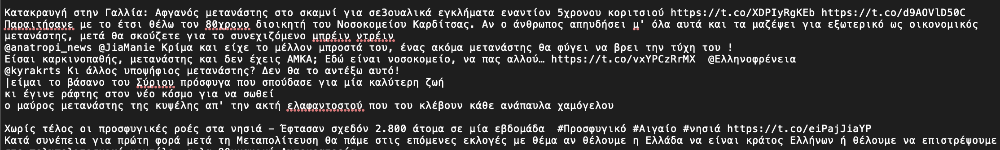 Κατακραυγή στην Γαλλία: Αφγανός μετανάστης στο σκαμνί για σε3ουαλικά εγκλήματα εναντίον 5χρονου κοριτσιού https://t.co/XDPIyRgKEb https://t.co/d9AOVlD50C
Παραιτήσανε με το έτσι θέλω τον 80χρονο διοικητή του Νοσοκομείου Καρδίτσας. Αν ο άνθρωπος απηυδήσει μ' όλα αυτά και τα μαζέψει για εξωτερικό ως οικονομικός
μετανάστης, μετά θα σκούζετε για το συνεχιζόμενο μπρέιν ντρέιν
@anatropi_news @JiaManie Κρίμα και είχε το μέλλον μπροστά του, ένας ακόμα μετανάστης θα φύγει να βρει την τύχη του !
Είσαι καρκινοπαθής, μετανάστης και δεν έχεις ΑΜΚΑ; Εδώ είναι νοσοκομείο, να πας αλλού… https://t.co/vxYPCzRrMX  @Ελληνοφρένεια
@kyrakrts Κι άλλος υποψήφιος μετανάστης? Δεν θα το αντέξω αυτό!
|είμαι το βάσανο του Σύριου πρόσφυγα που σπούδασε για μία καλύτερη ζωή
κι έγινε ράφτης στον νέο κόσμο για να σωθεί
ο μαύρος μετανάστης της κυψέλης απ' την ακτή ελαφαντοστού που του κλέβουν κάθε ανάπαυλα χαμόγελου
Χωρίς τέλος οι προσφυγικές ροές στα νησιά – Έφτασαν σχεδόν 2.800 άτομα σε μία εβδομάδα  #Προσφυγικό #Αιγαίο #νησιά https://t.co/eiPajJiaYP
Κατά συνέπεια για πρώτη φορά μετά τη Μεταπολίτευση θα πάμε στις επόμενες εκλογές με θέμα αν θέλουμε η Ελλάδα να είναι κράτος Ελλήνων ή θέλουμε να επιστρέψουμε